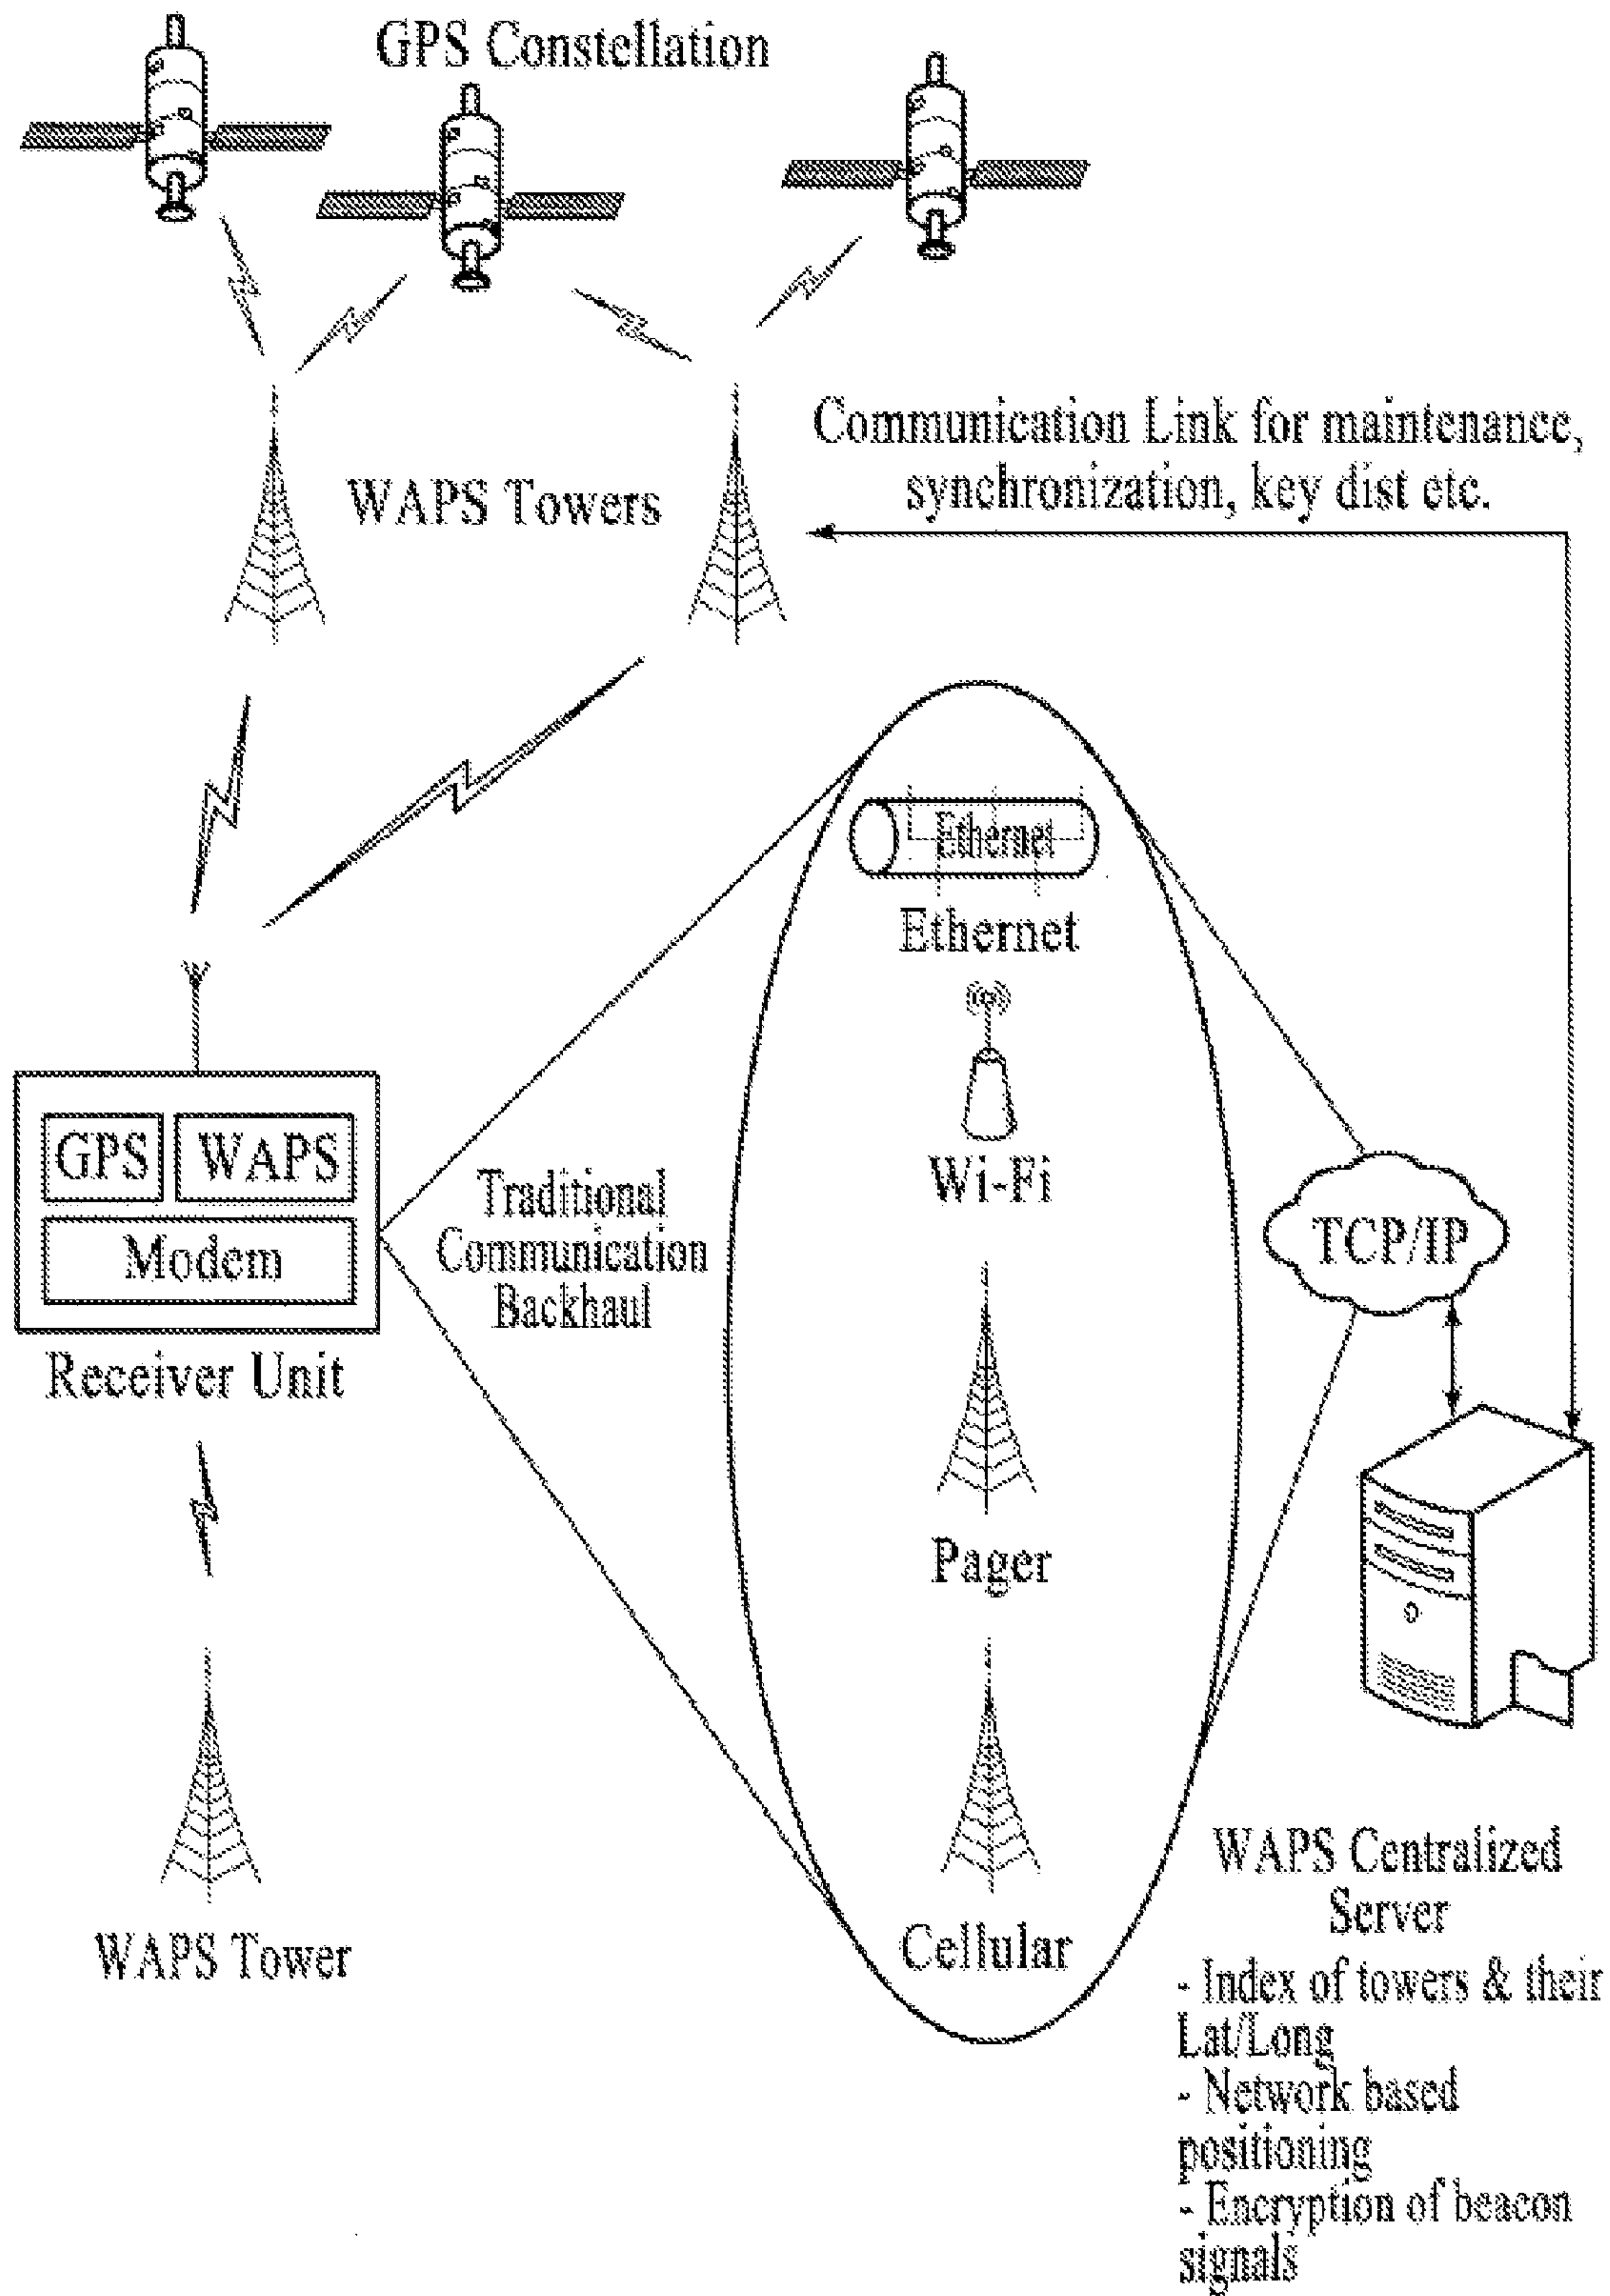 GPS Constellation
Communication Link for maintenance,
synchronization, key dist etc.
WAPS Towers
Ethernet
Ethernet
Wi-Fi
GPS
WAPS
Modem
Receiver Unit
Traditional
Communication
Backhaul
TCP/IP
Pager
Cellular
WAPS Tower
WAPS Centralized
Server
- Index of towers & their
Lat/Long
- Network based
positioning
- Encryption of beacon
signals